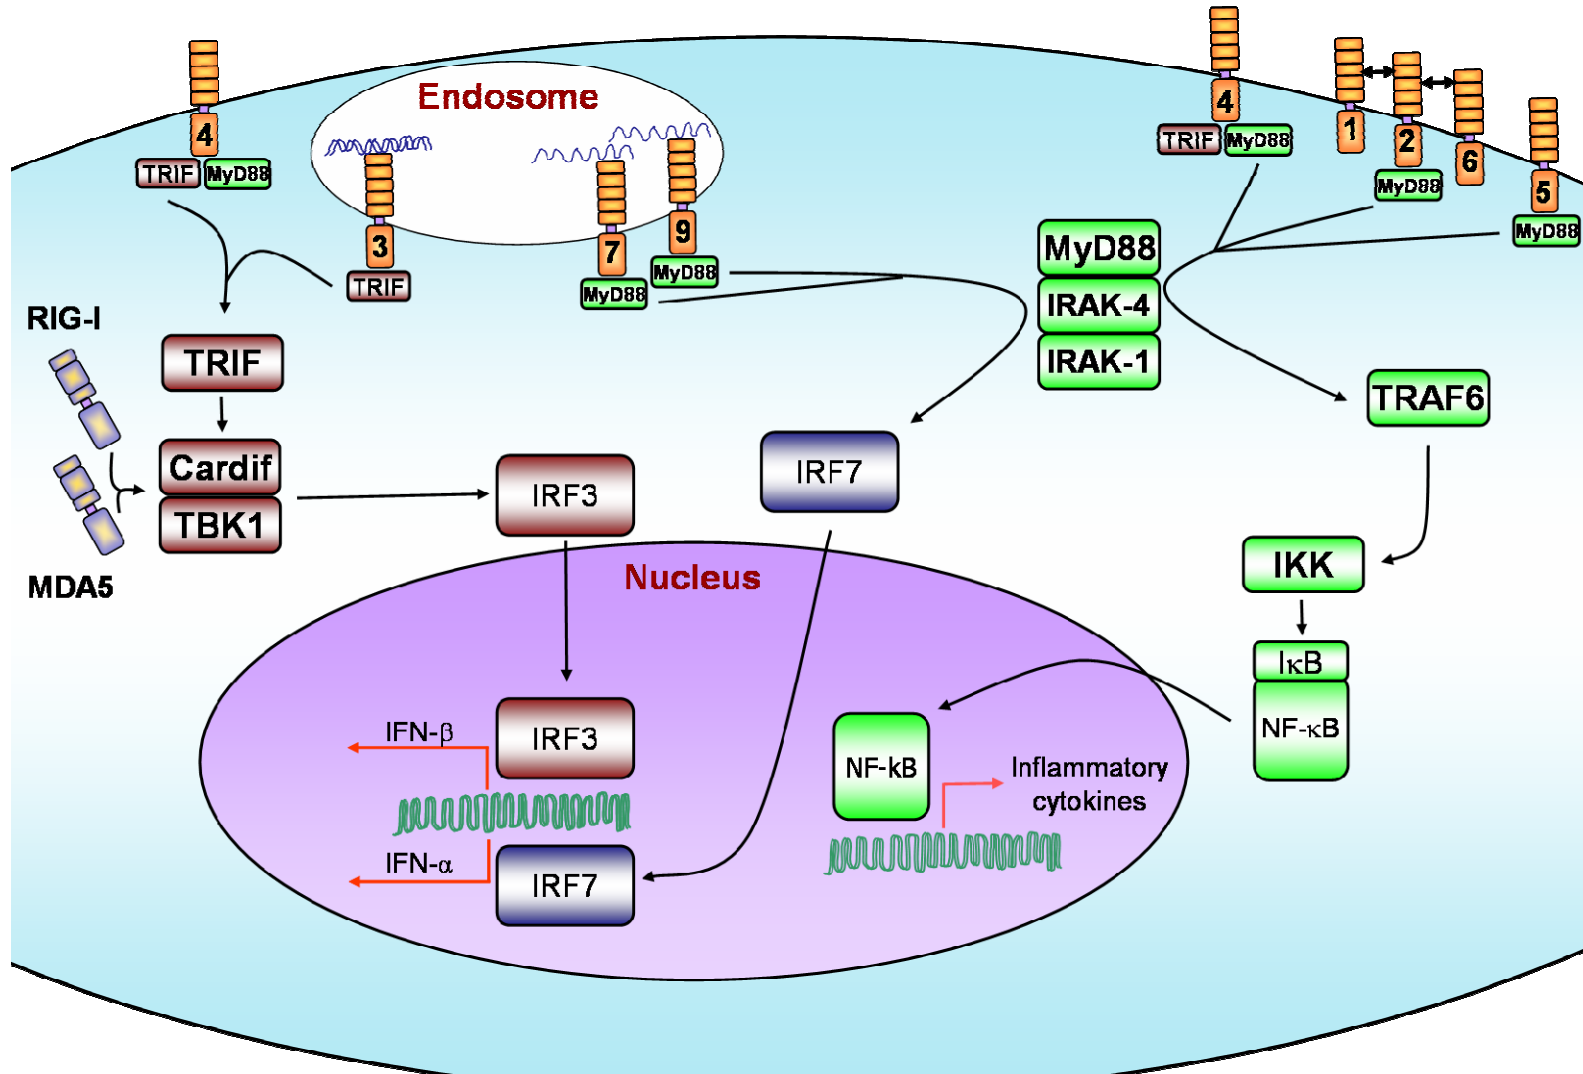 4
TRIF
MyD88
Endosome
3
TRIF
7
MyD88
9
MyD88
4
TRIF
MyD88
1
2
MyD88
6
5
MyD88
MyD88
IRAK-4
IRAK-1
RIG-I
TRIF
Cardif
TBK1
MDA5
IRF3
IRF7
TRAF6
IKK
IκB
NF-κB
Nucleus
IFN-β
IRF3
IFN-α
IRF7
NF-kB
Inflammatory
cytokines